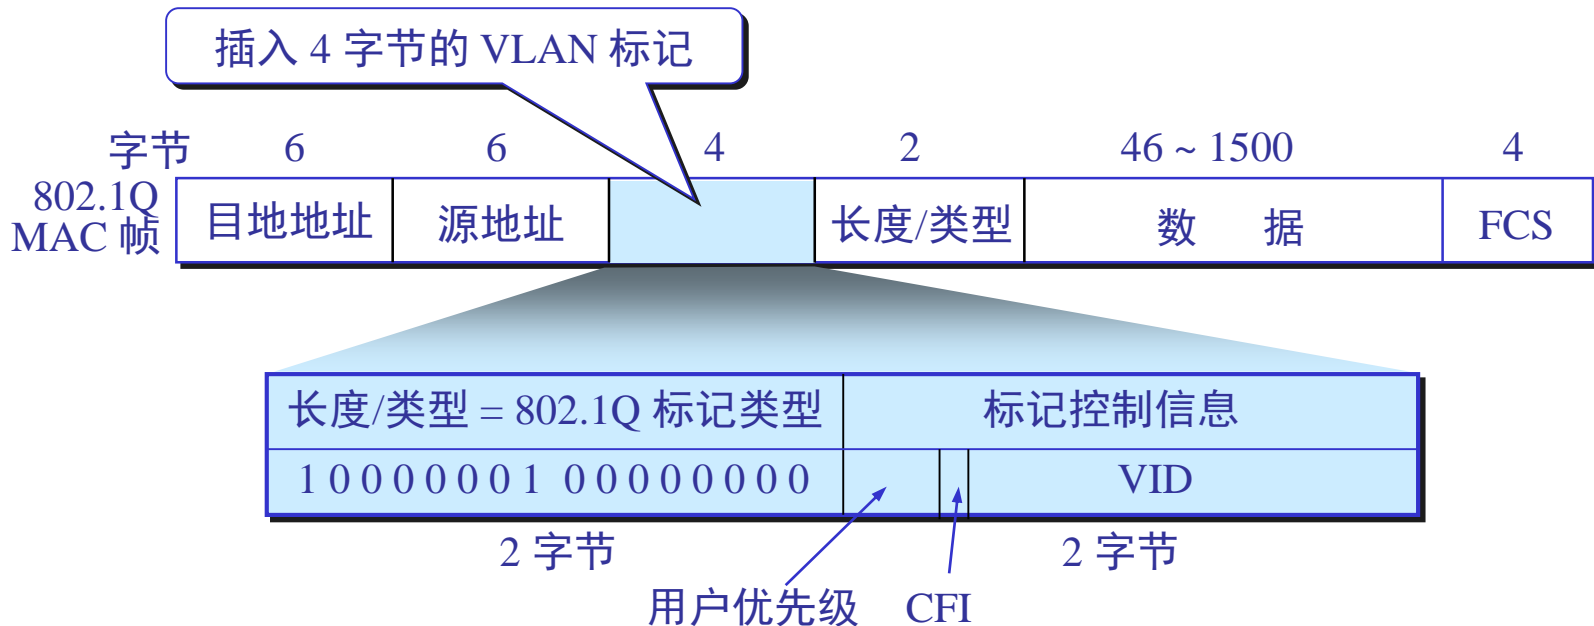 插入 4 字节的 VLAN 标记
字节 6 6 4 2 46 ~ 1500 4
802.1Q
MAC 帧
目地地址 源地址 长度/类型 数 据 FCS
长度/类型 = 802.1Q 标记类型 标记控制信息
1 0 0 0 0 0 0 1 0 0 0 0 0 0 0 0 VID
2 字节 2 字节
用户优先级 CFI